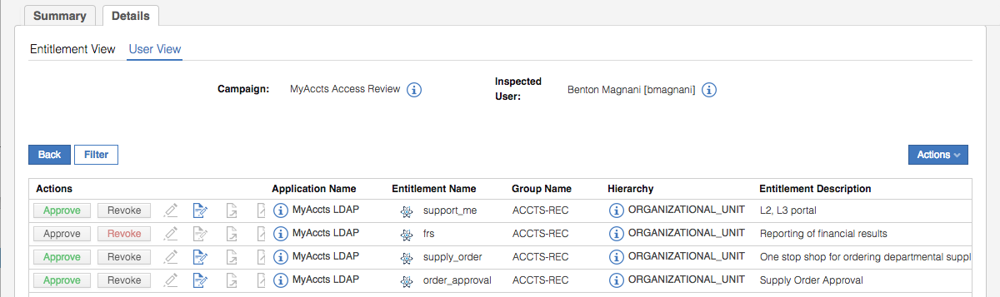 Summary Details
Entitlement View User View
Campaign: MyAccts Access Review Inspected User: Benton Magnani [bmagnani]
Back Filter Actions
Actions Application Name Entitlement Name Group Name Hierarchy Entitlement Description
Approve Revoke MyAccts LDAP support_me ACCTS-REC ORGANIZATIONAL_UNIT L2, L3 portal
Approve Revoke MyAccts LDAP frs ACCTS-REC ORGANIZATIONAL_UNIT Reporting of financial results
Approve Revoke MyAccts LDAP supply_order ACCTS-REC ORGANIZATIONAL_UNIT One stop shop for ordering departmental suppl
Approve Revoke MyAccts LDAP order_approval ACCTS-REC ORGANIZATIONAL_UNIT Supply Order Approval